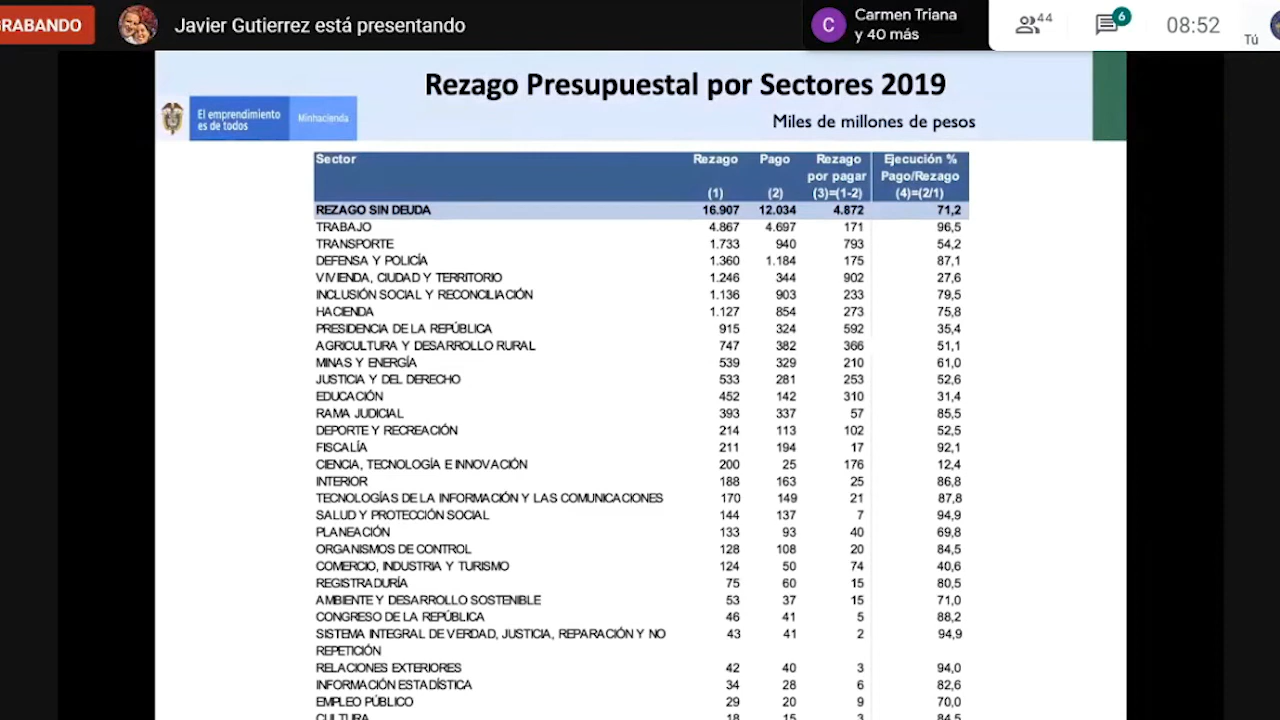 GRABANDO
Javier Gutierrez está presentando
C
Carmen Triana
y 40 más
44
6
08:52
Tú
Rezago Presupuestal por Sectores 2019
El emprendimiento
es de todos
Minhacienda
Miles de millones de pesos
Sector Rezago Pago Rezago Ejecución %
por pagar Pago/Rezago
(1) (2) (3)=(1-2) (4)=(2/1)
REZAGO SIN DEUDA 16.907 12.034 4.872 71,2
TRABAJO 4.867 4.697 171 96,5
TRANSPORTE 1.733 940 793 54,2
DEFENSA Y POLICÍA 1.360 1.184 175 87,1
VIVIENDA, CIUDAD Y TERRITORIO 1.246 344 902 27,6
INCLUSIÓN SOCIAL Y RECONCILIACIÓN 1.136 903 233 79,5
HACIENDA 1.127 854 273 75,8
PRESIDENCIA DE LA REPÚBLICA 915 324 592 35,4
AGRICULTURA Y DESARROLLO RURAL 747 382 366 51,1
MINAS Y ENERGÍA 539 329 210 61,0
JUSTICIA Y DEL DERECHO 533 281 253 52,6
EDUCACIÓN 452 142 310 31,4
RAMA JUDICIAL 393 337 57 85,5
DEPORTE Y RECREACIÓN 214 113 102 52,5
FISCALÍA 211 194 17 92,1
CIENCIA, TECNOLOGÍA E INNOVACIÓN 200 25 176 12,4
INTERIOR 188 163 25 86,8
TECNOLOGÍAS DE LA INFORMACIÓN Y LAS COMUNICACIONES 170 149 21 87,8
SALUD Y PROTECCIÓN SOCIAL 144 137 7 94,9
PLANEACIÓN 133 93 40 69,8
ORGANISMOS DE CONTROL 128 108 20 84,5
COMERCIO, INDUSTRIA Y TURISMO 124 50 74 40,6
REGISTRADURÍA 75 60 15 80,5
AMBIENTE Y DESARROLLO SOSTENIBLE 53 37 15 71,0
CONGRESO DE LA REPÚBLICA 46 41 5 88,2
SISTEMA INTEGRAL DE VERDAD, JUSTICIA, REPARACIÓN Y NO 43 41 2 94,9
REPETICIÓN
RELACIONES EXTERIORES 42 40 3 94,0
INFORMACIÓN ESTADÍSTICA 34 28 6 82,6
EMPLEO PÚBLICO 29 20 9 70,0
CULTURA 18 15 3 84,5